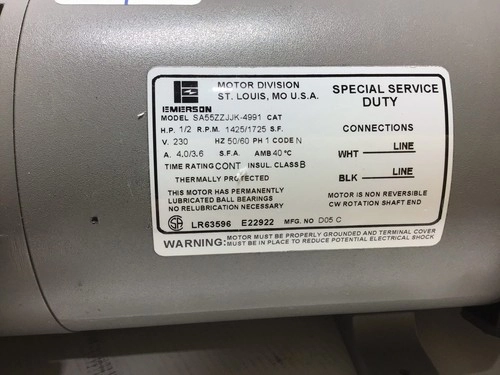 MOTOR DIVISION
ST. LOUIS, MO U.S.A.
EMERSON
MODEL SA55ZZJJK-4991 CAT
H.P. 1/2 R.P.M. 1425/1725 S.F.
V. 230 HZ 50/60 PH 1 CODE N
A. 4.0/3.6 S.F.A. AMB 40°C
TIME RATING CONT INSUL. CLASS B
THERMALLY PROTECTED
THIS MOTOR HAS PERMANENTLY
LUBRICATED BALL BEARINGS
NO RELUBRICATION NECESSARY
SPECIAL SERVICE
DUTY
CONNECTIONS
WHT LINE
BLK LINE
MOTOR IS NON REVERSIBLE
CW ROTATION SHAFT END
SA LR63596 E22922 MFG. NO D05 C
WARNING: MOTOR MUST BE PROPERLY GROUNDED AND TERMINAL COVER
MUST BE IN PLACE TO REDUCE POTENTIAL ELECTRICAL SHOCK